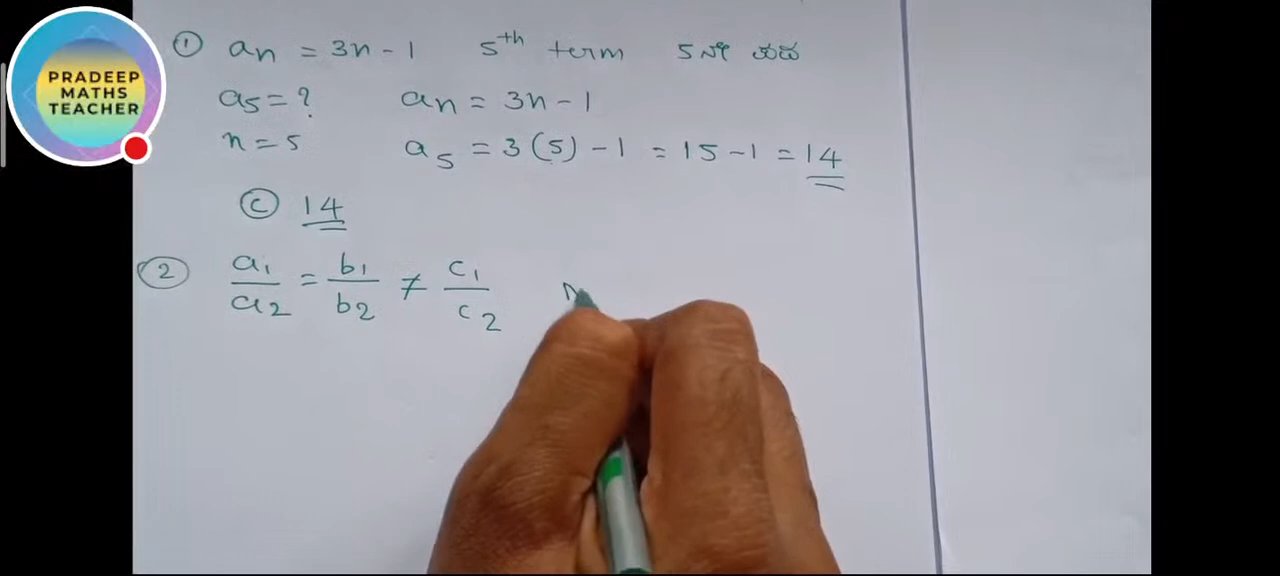 PRADEEP
MATHS
TEACHER
① an = 3n - 1 5th term 5ನೇ ಪದ
a5 = ? an = 3n - 1
n = 5 a5 = 3 (5) - 1 = 15 - 1 = 14
Ⓒ 14
② a1/a2 = b1/b2 ≠ c1/c2